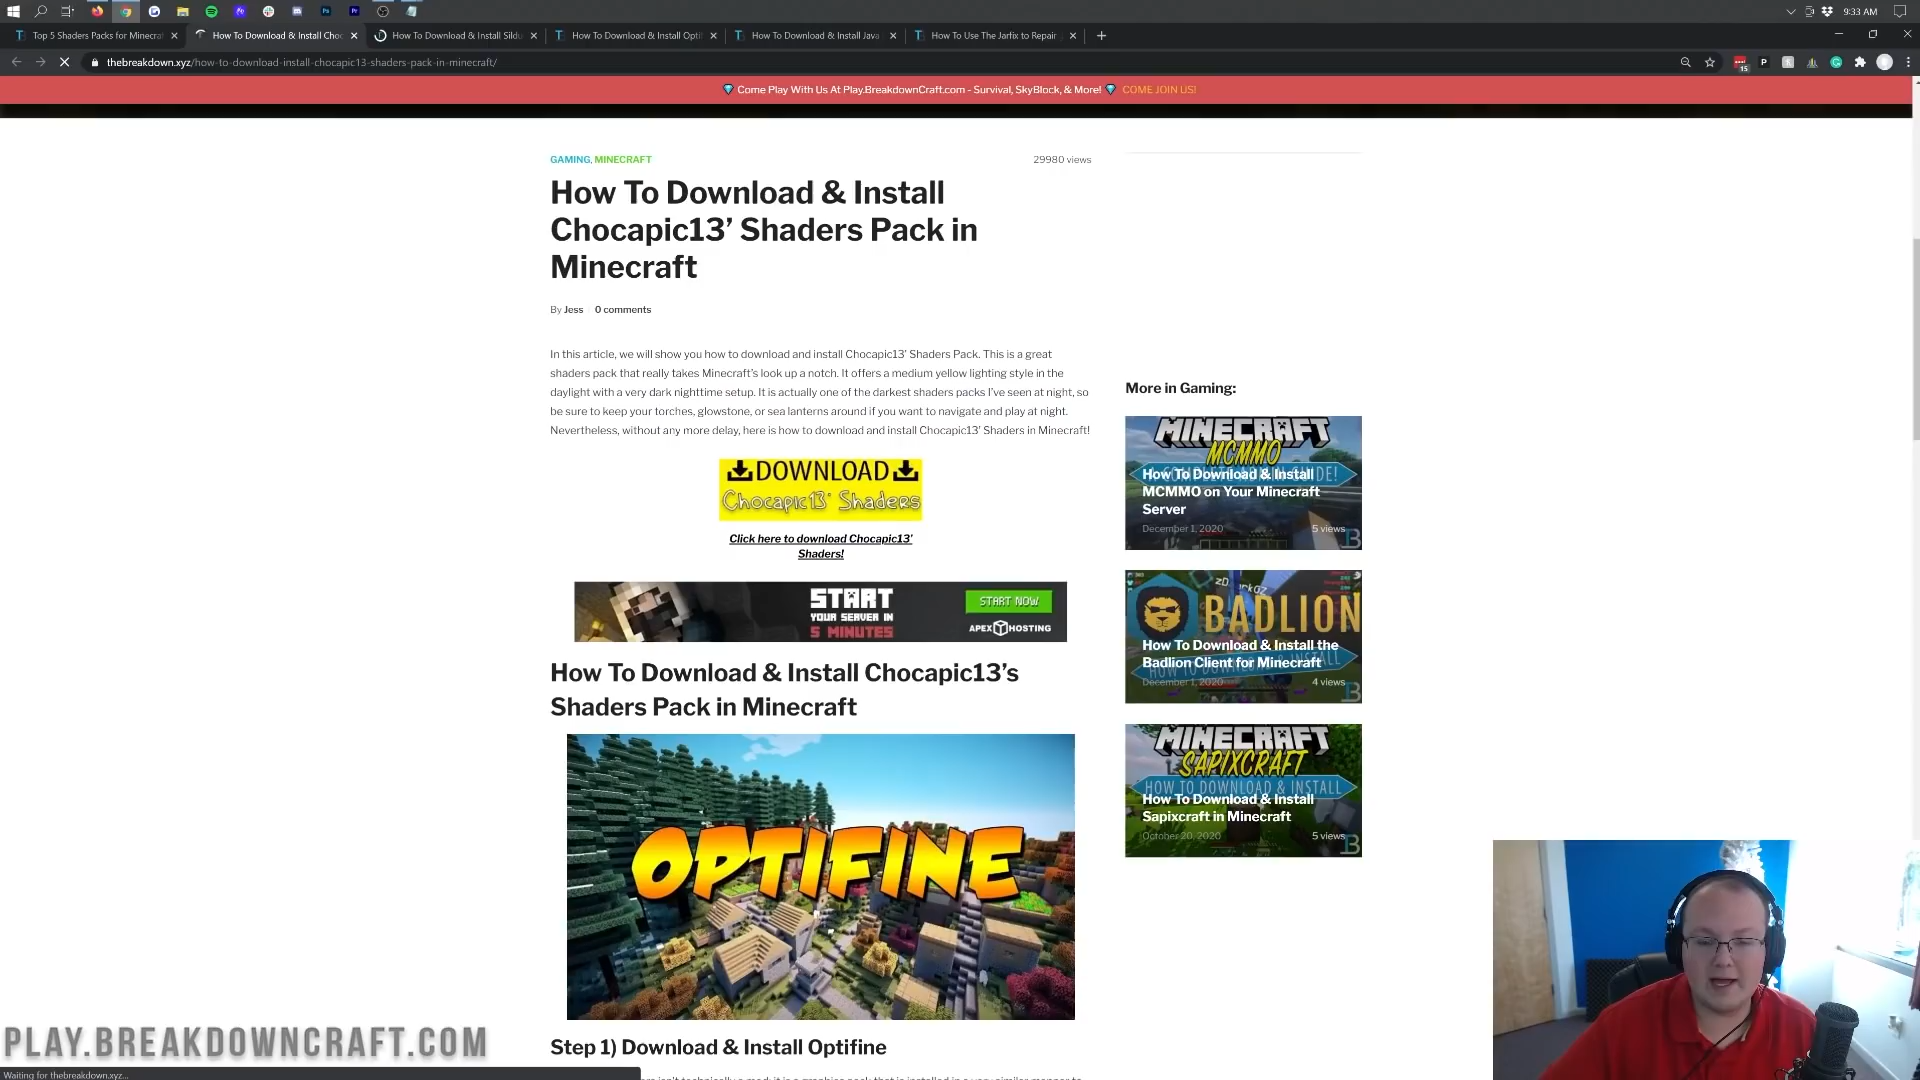 9:33 AM
Top 5 Shaders Packs for Minecraf
How To Download & Install Choc
How To Download & Install Sildu
How To Download & Install Opti
How To Download & Install Java
How To Use The Jarfix to Repair
thebreakdown.xyz/how-to-download-install-chocapic13-shaders-pack-in-minecraft/
15
Come Play With Us At Play.BreakdownCraft.com - Survival, SkyBlock, & More! COME JOIN US!
GAMING, MINECRAFT
29980 views
How To Download & Install
Chocapic13’ Shaders Pack in
Minecraft
By Jess 0 comments
In this article, we will show you how to download and install Chocapic13’ Shaders Pack. This is a great
shaders pack that really takes Minecraft’s look up a notch. It offers a medium yellow lighting style in the
daylight with a very dark nighttime setup. It is actually one of the darkest shaders packs I’ve seen at night, so
be sure to keep your torches, glowstone, or sea lanterns around if you want to navigate and play at night.
Nevertheless, without any more delay, here is how to download and install Chocapic13’ Shaders in Minecraft!
DOWNLOAD
Chocapic13' Shaders
Click here to download Chocapic13’
Shaders!
START
YOUR SERVER IN
5 MINUTES
START NOW
APEX HOSTING
How To Download & Install Chocapic13’s
Shaders Pack in Minecraft
OPTIFINE
Step 1) Download & Install Optifine
More in Gaming:
MINECRAFT
MCMMO
A COMPLETE ADMIN GUIDE!
How To Download & Install
MCMMO on Your Minecraft
Server
December 1, 2020
5 views
BADLION
How To Download & Install the
Badlion Client for Minecraft
HOW TO DOWNLOAD & INSTALL
December 1, 2020
4 views
MINECRAFT
SAPIXCRAFT
HOW TO DOWNLOAD & INSTALL
How To Download & Install
Sapixcraft in Minecraft
October 20, 2020
5 views
PLAY.BREAKDOWNCRAFT.COM
Waiting for thebreakdown.xyz...